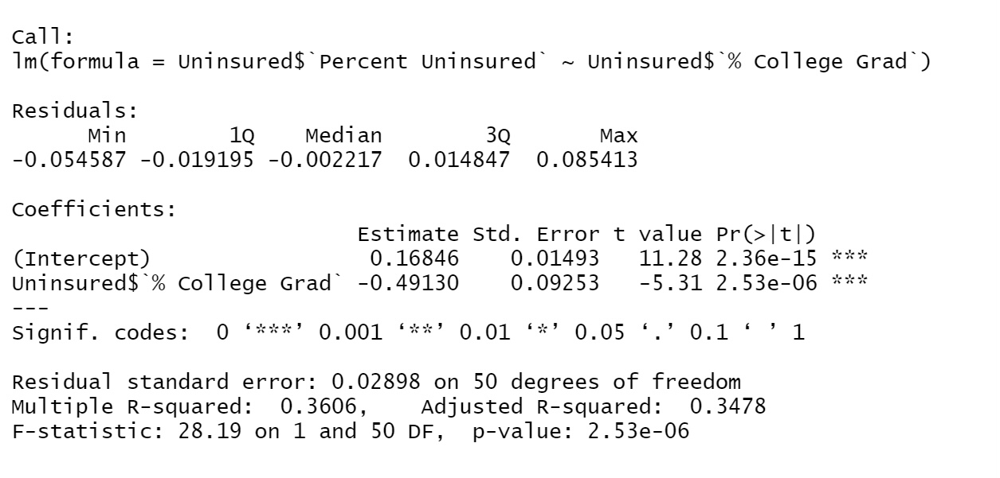 Call:
lm(formula = Uninsured$`Percent Uninsured` ~ Uninsured$`% College Grad`)
Residuals:
Min 1Q Median 3Q Max
-0.054587 -0.019195 -0.002217 0.014847 0.085413
Coefficients:
Estimate Std. Error t value Pr(>|t|)
(Intercept) 0.16846 0.01493 11.28 2.36e-15 ***
Uninsured$`% College Grad` -0.49130 0.09253 -5.31 2.53e-06 ***
---
Signif. codes: 0 ‘***’ 0.001 ‘**’ 0.01 ‘*’ 0.05 ‘.’ 0.1 ‘ ’ 1
Residual standard error: 0.02898 on 50 degrees of freedom
Multiple R-squared: 0.3606, Adjusted R-squared: 0.3478
F-statistic: 28.19 on 1 and 50 DF, p-value: 2.53e-06